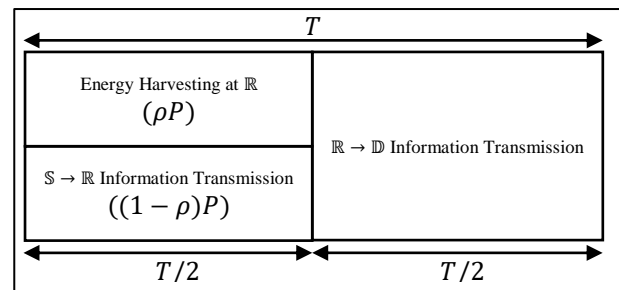 T
Energy Harvesting at ℝ
(ρP)
𝕊 → ℝ Information Transmission
((1 − ρ)P)
ℝ → 𝔻 Information Transmission
T/2
T/2